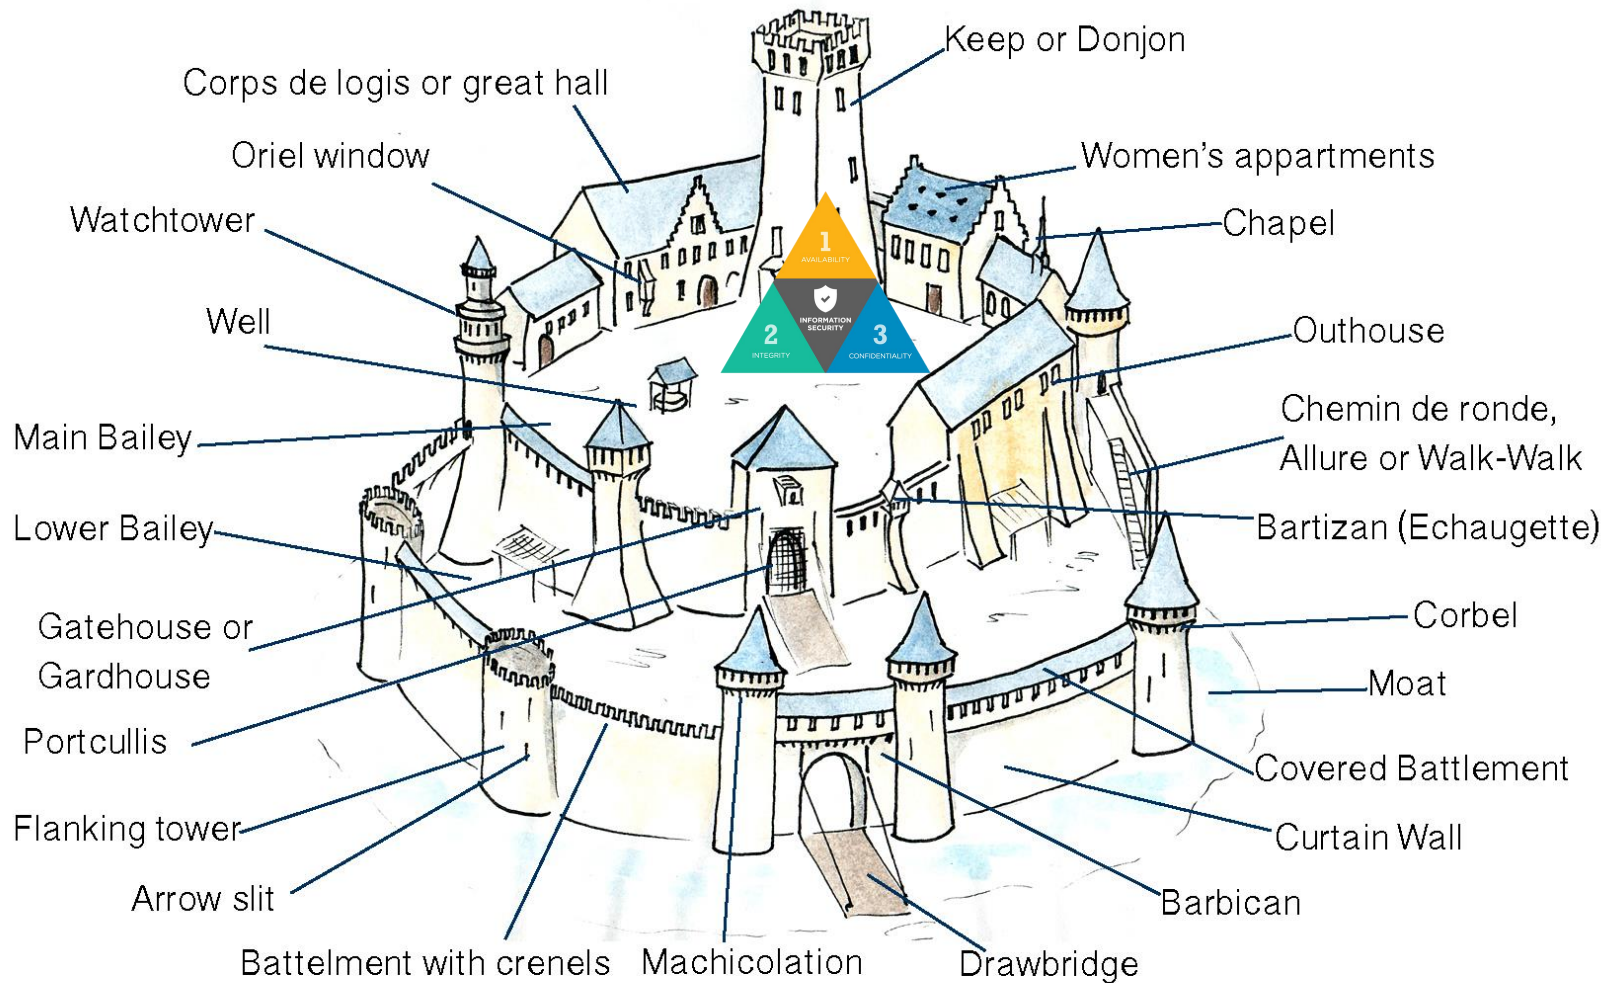 Keep or Donjon
Corps de logis or great hall
Oriel window
Women's appartments
Watchtower
Chapel
1
AVAILABILITY
Well
INFORMATION
SECURITY
2
INTEGRITY
3
CONFIDENTIALITY
Outhouse
Main Bailey
Chemin de ronde,
Allure or Walk-Walk
Lower Bailey
Bartizan (Echaugette)
Gatehouse or
Gardhouse
Corbel
Moat
Portcullis
Covered Battlement
Flanking tower
Curtain Wall
Arrow slit
Barbican
Battelment with crenels
Machicolation
Drawbridge